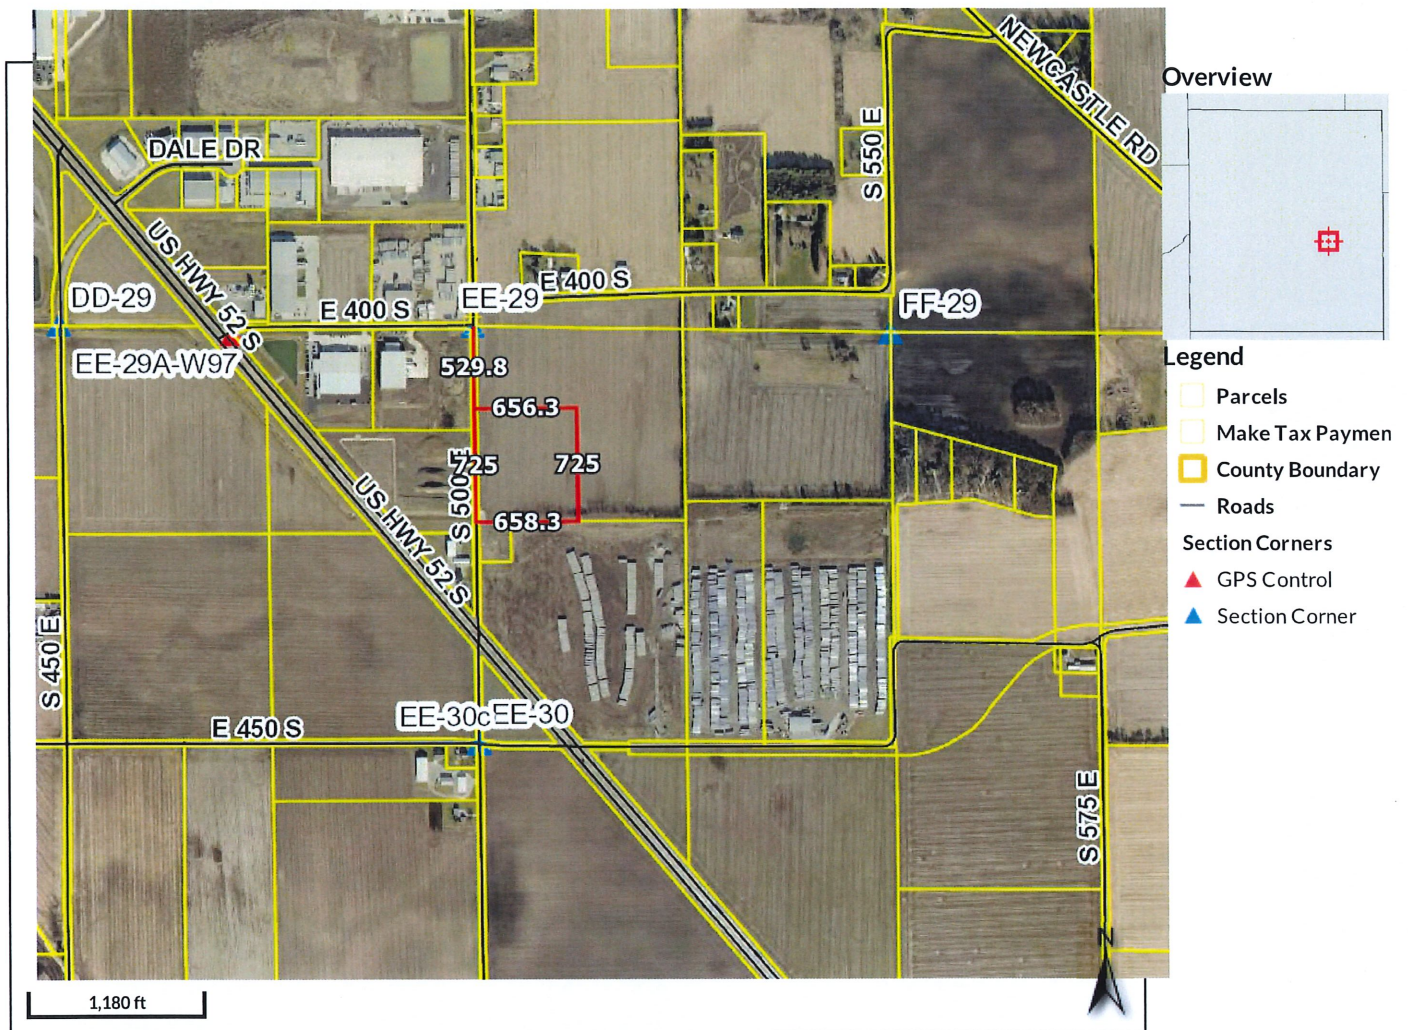 NEWCASTLE RD
Overview
DALE DR
S 550 E
US HWY 52 S
E 400 S
DD-29
EE-29
E 400 S
FF-29
EE-29A-W97
529.8
656.3
725
725
S 500 E
658.3
US HWY 52 S
S 450 E
EE-30c
EE-30
E 450 S
S 575 E
N
1,180 ft
Legend
Parcels
Make Tax Paymen
County Boundary
Roads
Section Corners
GPS Control
Section Corner